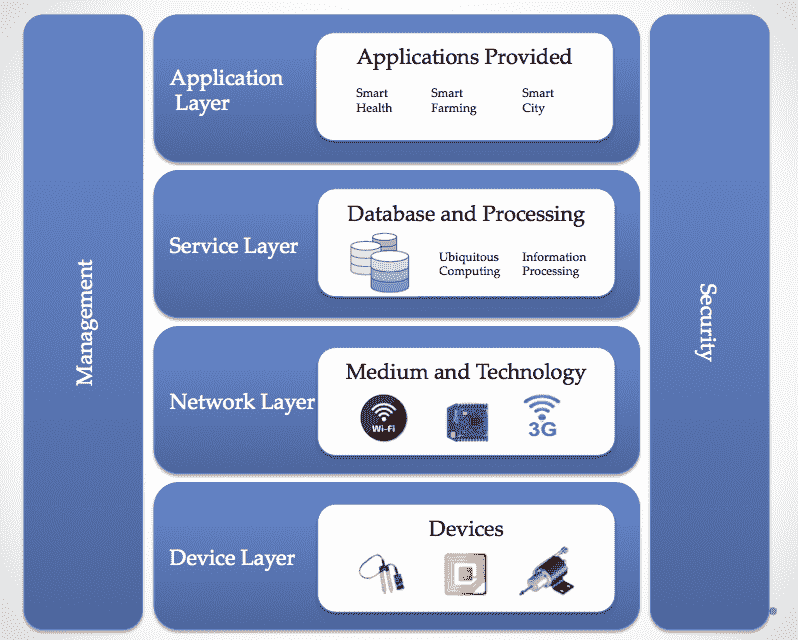 Management
Application
Layer
Applications Provided
Smart
Health
Smart
Farming
Smart
City
Service Layer
Database and Processing
Ubiquitous
Computing
Information
Processing
Network Layer
Medium and Technology
Wi-Fi
3G
Device Layer
Devices
Security